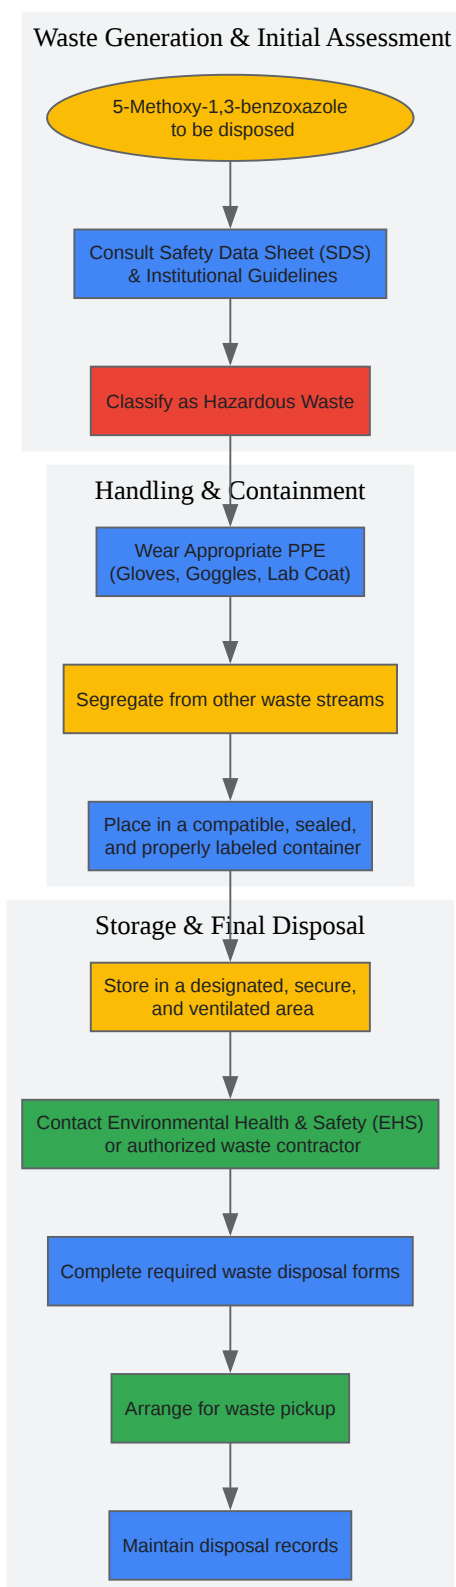 Waste Generation & Initial Assessment
5-Methoxy-1,3-benzoxazole
to be disposed
Consult Safety Data Sheet (SDS)
& Institutional Guidelines
Classify as Hazardous Waste
Handling & Containment
Wear Appropriate PPE
(Gloves, Goggles, Lab Coat)
Segregate from other waste streams
Place in a compatible, sealed,
and properly labeled container
Storage & Final Disposal
Store in a designated, secure,
and ventilated area
Contact Environmental Health & Safety (EHS)
or authorized waste contractor
Complete required waste disposal forms
Arrange for waste pickup
Maintain disposal records